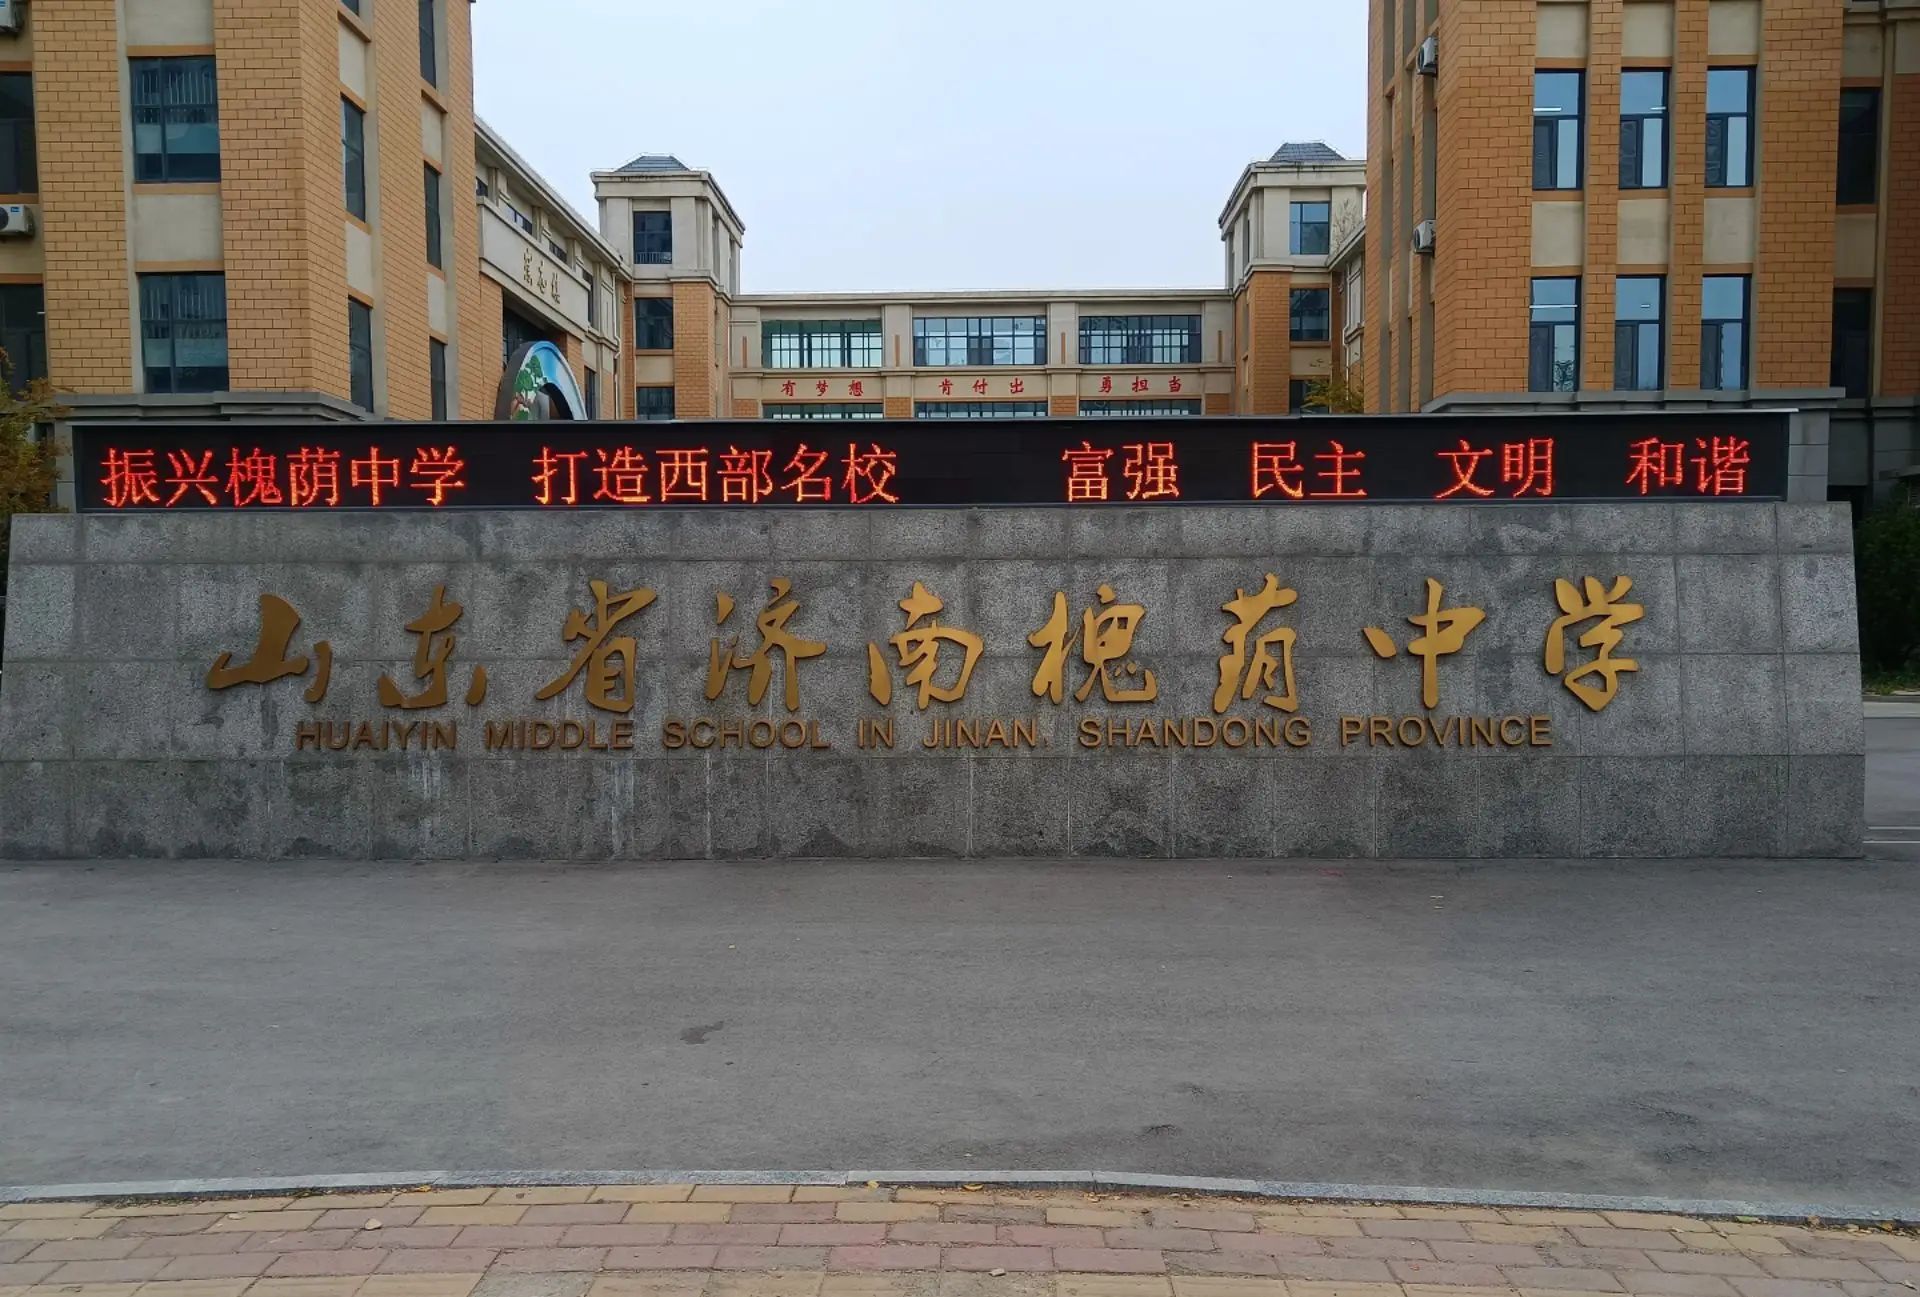 有梦想 肯付出 勇担当
振兴槐荫中学 打造西部名校 富强 民主 文明 和谐
山东省济南槐荫中学
HUAIYIN MIDDLE SCHOOL IN JINAN, SHANDONG PROVINCE